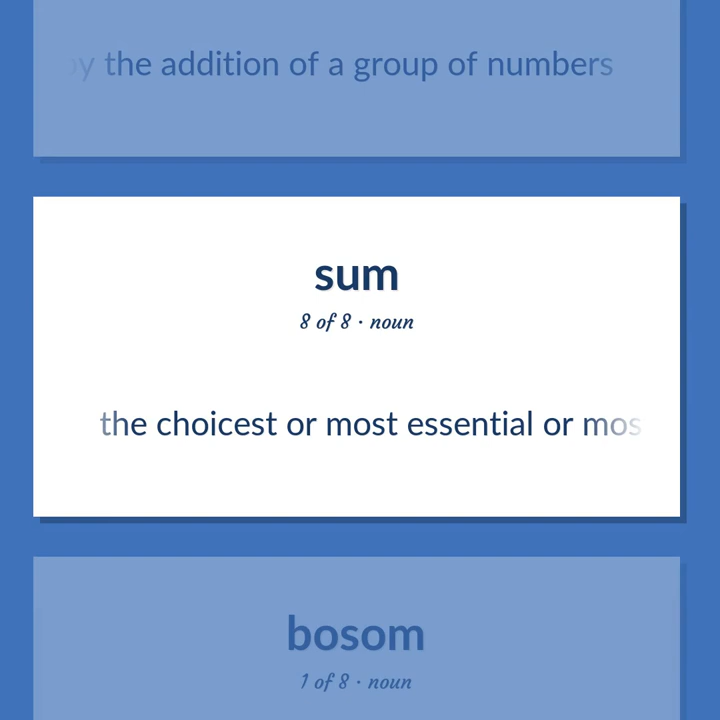 by the addition of a group of numbers
sum
8 of 8 · noun
the choicest or most essential or mos
bosom
1 of 8 · noun